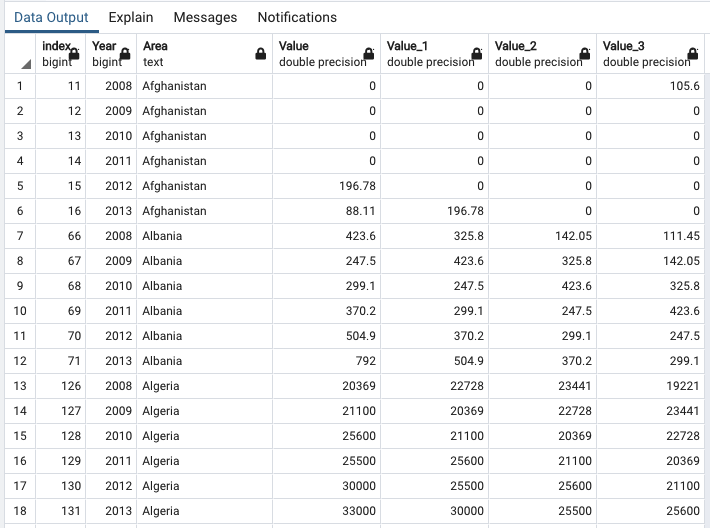 Data Output Explain Messages Notifications
index Year Area Value Value_1 Value_2 Value_3
bigint bigint text double precision double precision double precision double precision
1 11 2008 Afghanistan 0 0 0 105.6
2 12 2009 Afghanistan 0 0 0 0
3 13 2010 Afghanistan 0 0 0 0
4 14 2011 Afghanistan 0 0 0 0
5 15 2012 Afghanistan 196.78 0 0 0
6 16 2013 Afghanistan 88.11 196.78 0 0
7 66 2008 Albania 423.6 325.8 142.05 111.45
8 67 2009 Albania 247.5 423.6 325.8 142.05
9 68 2010 Albania 299.1 247.5 423.6 325.8
10 69 2011 Albania 370.2 299.1 247.5 423.6
11 70 2012 Albania 504.9 370.2 299.1 247.5
12 71 2013 Albania 792 504.9 370.2 299.1
13 126 2008 Algeria 20369 22728 23441 19221
14 127 2009 Algeria 21100 20369 22728 23441
15 128 2010 Algeria 25600 21100 20369 22728
16 129 2011 Algeria 25500 25600 21100 20369
17 130 2012 Algeria 30000 25500 25600 21100
18 131 2013 Algeria 33000 30000 25500 25600